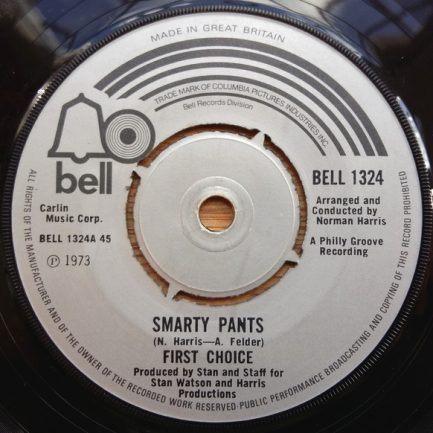 MADE IN GREAT BRITAIN
TRADE MARK OF COLUMBIA PICTURES INDUSTRIES INC.
Bell Records Division
bell
BELL 1324
Carlin
Music Corp.
Arranged and
Conducted by
Norman Harris
BELL 1324A 45
A Philly Groove
Recording
Ⓟ 1973
SMARTY PANTS
(N. Harris—A. Felder)
FIRST CHOICE
Produced by Stan and Staff for
Stan Watson and Harris
Productions
ALL RIGHTS OF THE MANUFACTURER AND OF THE OWNER OF THE RECORDED WORK RESERVED·PUBLIC PERFORMANCE BROADCASTING AND COPYING OF THIS RECORD PROHIBITED